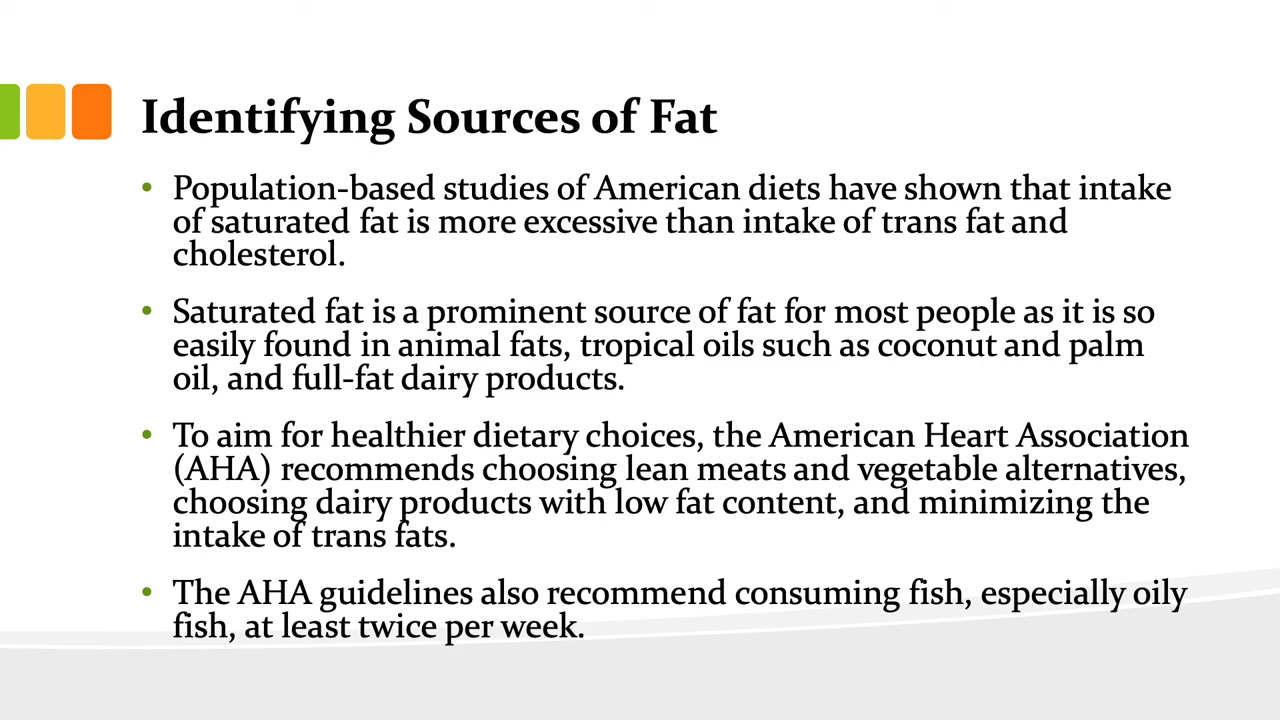 Identifying Sources of Fat
• Population-based studies of American diets have shown that intake
of saturated fat is more excessive than intake of trans fat and
cholesterol.
• Saturated fat is a prominent source of fat for most people as it is so
easily found in animal fats, tropical oils such as coconut and palm
oil, and full-fat dairy products.
• To aim for healthier dietary choices, the American Heart Association
(AHA) recommends choosing lean meats and vegetable alternatives,
choosing dairy products with low fat content, and minimizing the
intake of trans fats.
• The AHA guidelines also recommend consuming fish, especially oily
fish, at least twice per week.